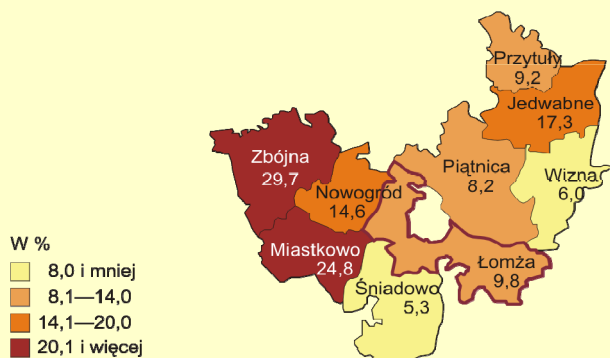 Przytuły
9,2
Jedwabne
17,3
Zbójna
29,7
Nowogród
14,6
Piątnica
8,2
Wizna
6,0
Miastkowo
24,8
Łomża
9,8
Śniadowo
5,3
W %
8,0 i mniej
8,1—14,0
14,1—20,0
20,1 i więcej